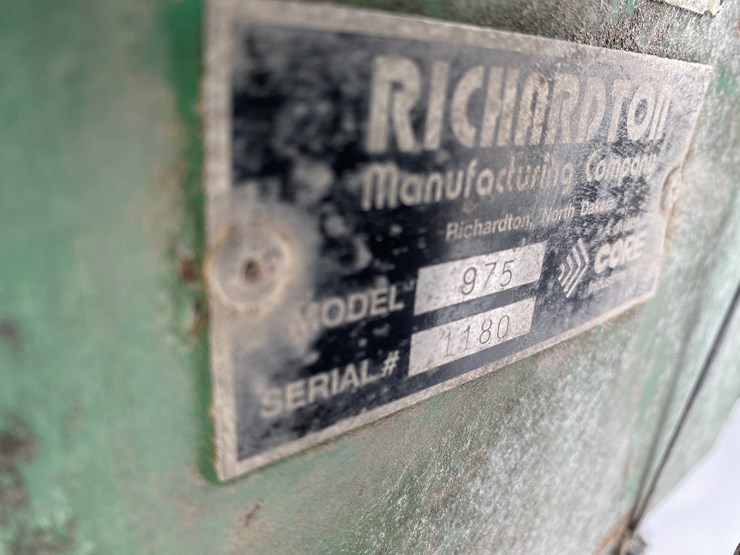 RICHARDTON
Manufacturing Company
Richardton, North Dakota
CORE
MODEL 975
SERIAL # 1180